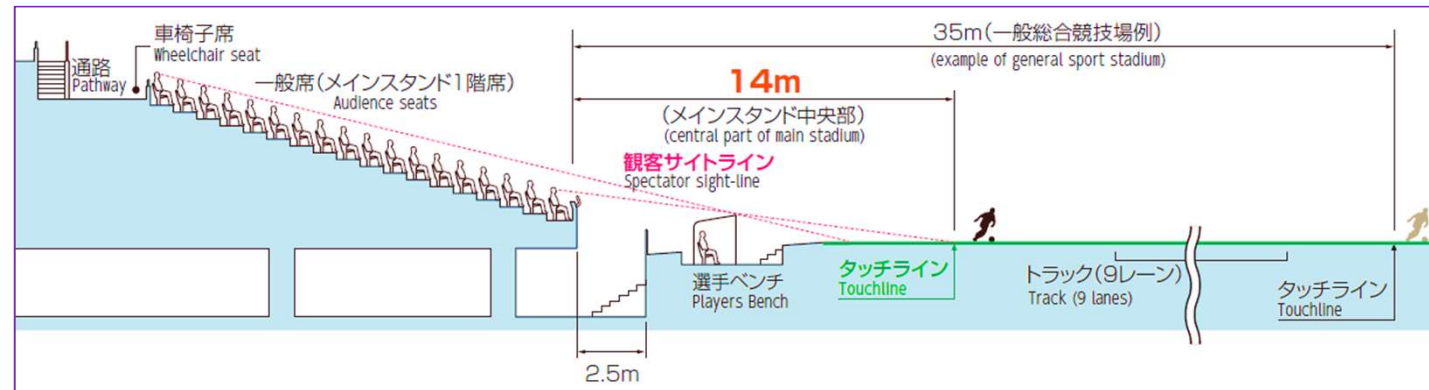 車椅子席
Wheelchair seat
通路
Pathway
一般席(メインスタンド1階席)
Audience seats
35m(一般総合競技場例)
(example of general sport stadium)
14m
(メインスタンド中央部)
(central part of main stadium)
観客サイトライン
Spectator sight-line
選手ベンチ
Players Bench
タッチライン
Touchline
トラック(9レーン)
Track (9 lanes)
タッチライン
Touchline
2.5m